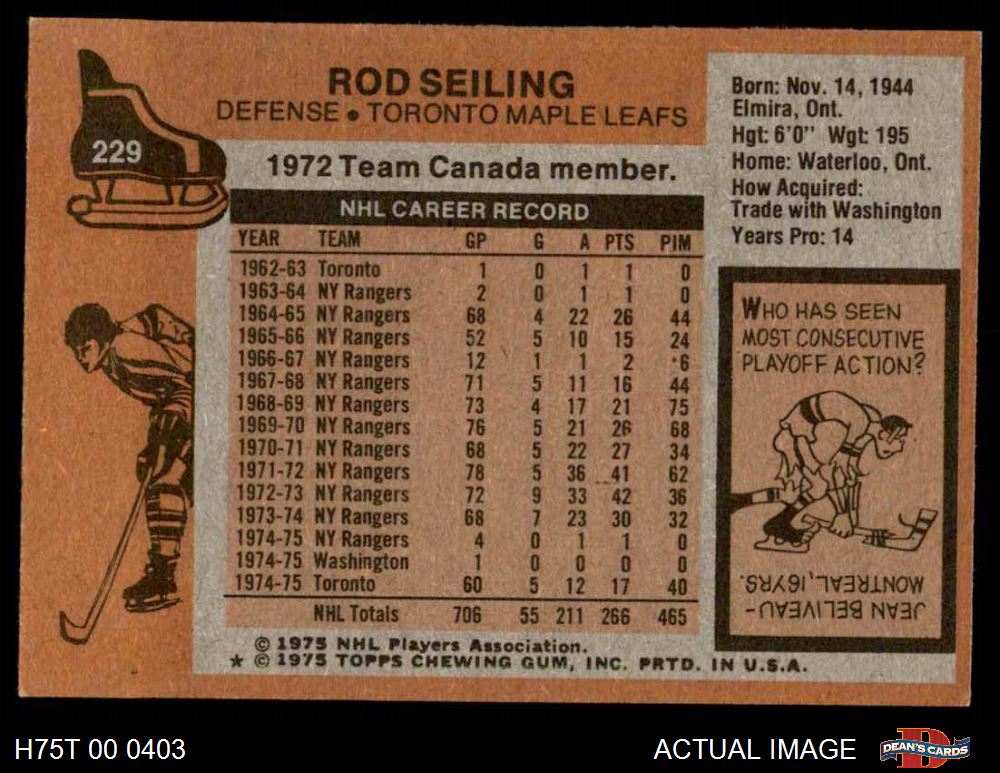 229
ROD SEILING
DEFENSE • TORONTO MAPLE LEAFS
1972 Team Canada member.
NHL CAREER RECORD
YEAR TEAM GP G A PTS PIM
1962-63 Toronto 1 0 1 1 0
1963-64 NY Rangers 2 0 1 1 0
1964-65 NY Rangers 68 4 22 26 44
1965-66 NY Rangers 52 5 10 15 24
1966-67 NY Rangers 12 1 1 2 6
1967-68 NY Rangers 71 5 11 16 44
1968-69 NY Rangers 73 4 17 21 75
1969-70 NY Rangers 76 5 21 26 68
1970-71 NY Rangers 68 5 22 27 34
1971-72 NY Rangers 78 5 36 41 62
1972-73 NY Rangers 72 9 33 42 36
1973-74 NY Rangers 68 7 23 30 32
1974-75 NY Rangers 4 0 1 1 0
1974-75 Washington 1 0 0 0 0
1974-75 Toronto 60 5 12 17 40
NHL Totals 706 55 211 266 465
© 1975 NHL Players Association.
★ © 1975 TOPPS CHEWING GUM, INC. PRTD. IN U.S.A.
Born: Nov. 14, 1944
Elmira, Ont.
Hgt: 6'0" Wgt: 195
Home: Waterloo, Ont.
How Acquired:
Trade with Washington
Years Pro: 14
WHO HAS SEEN
MOST CONSECUTIVE
PLAYOFF ACTION?
JEAN BELIVEAU-
MONTREAL, 16 YRS.
H75T 00 0403
ACTUAL IMAGE
DEAN'S CARDS